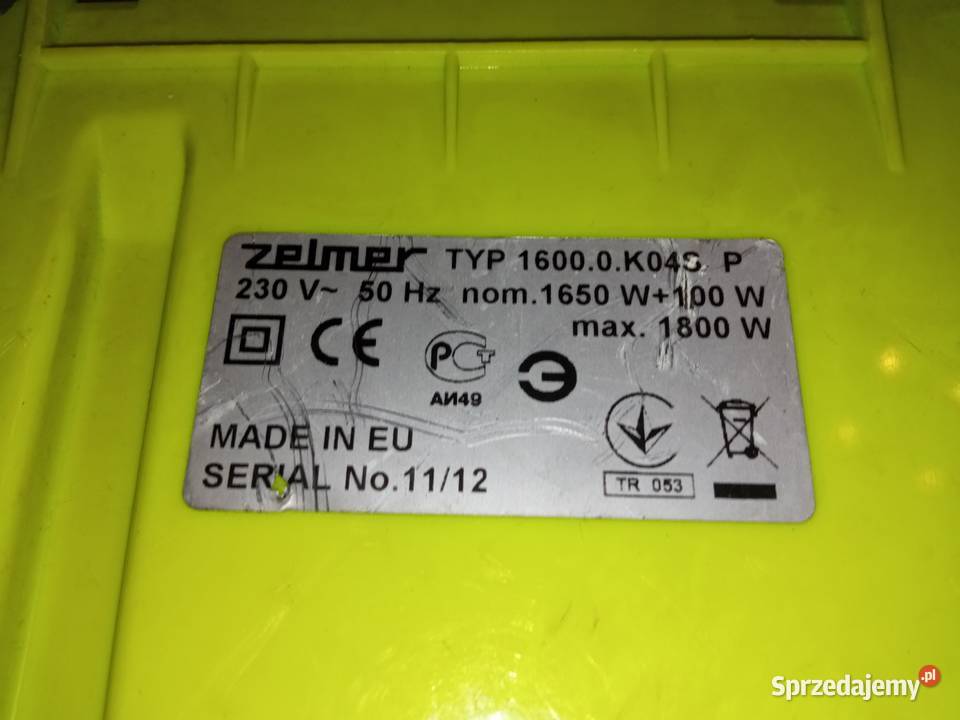 zelmer TYP 1600.0.K04S P
230 V~ 50 Hz nom.1650 W+100 W
max. 1800 W
CE
РСТ
АИ49
Э
MADE IN EU
SERIAL No.11/12
TR 053
Sprzedajemy.pl